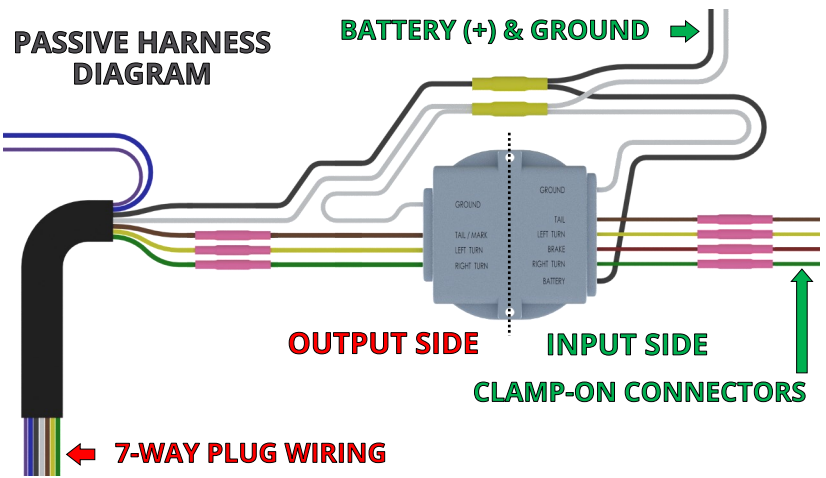 PASSIVE HARNESS
DIAGRAM
BATTERY (+) & GROUND
GROUND
TAIL / MARK
LEFT TURN
RIGHT TURN
GROUND
TAIL
LEFT TURN
BRAKE
RIGHT TURN
BATTERY
OUTPUT SIDE
INPUT SIDE
CLAMP-ON CONNECTORS
7-WAY PLUG WIRING